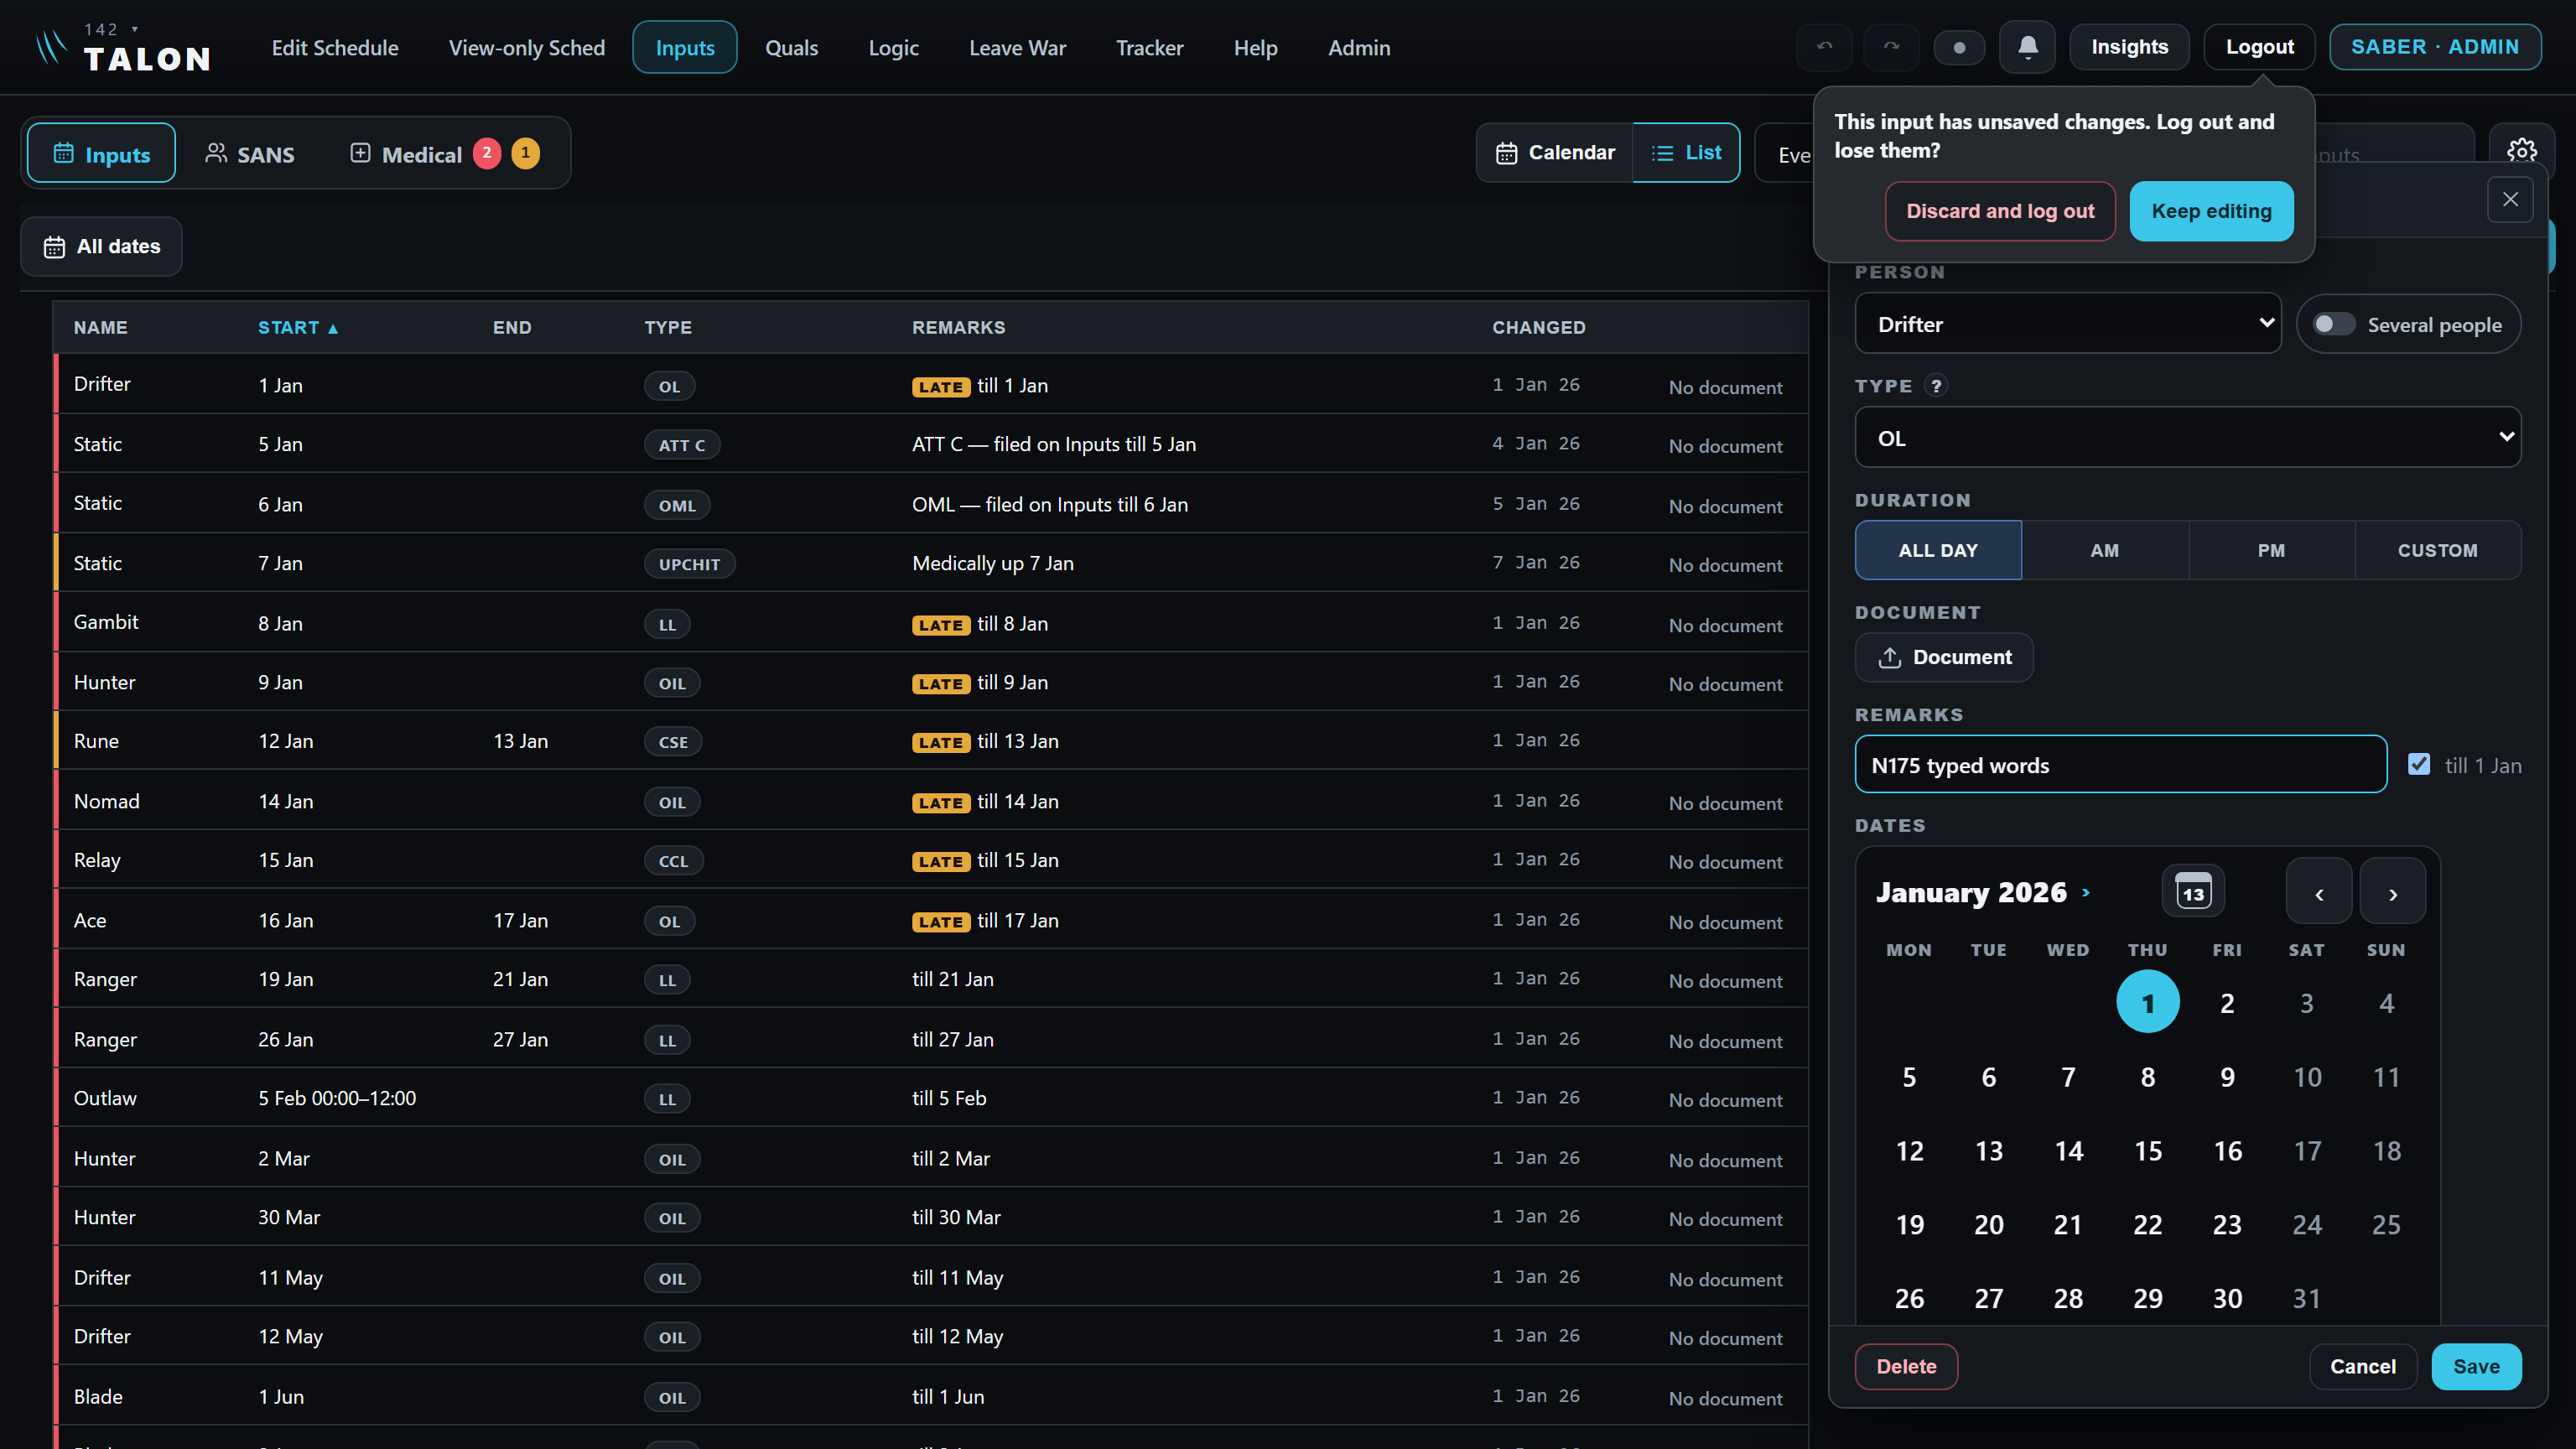 142 ▾
TALON
Edit Schedule
View-only Sched
Inputs
Quals
Logic
Leave War
Tracker
Help
Admin
Insights
Logout
SABER · ADMIN
This input has unsaved changes. Log out and
lose them?
Discard and log out
Keep editing
Inputs
SANS
Medical 2 1
Calendar
List
Eve
All dates
NAME START ▲ END TYPE REMARKS CHANGED
Drifter 1 Jan OL LATE till 1 Jan 1 Jan 26 No document
Static 5 Jan ATT C ATT C — filed on Inputs till 5 Jan 4 Jan 26 No document
Static 6 Jan OML OML — filed on Inputs till 6 Jan 5 Jan 26 No document
Static 7 Jan UPCHIT Medically up 7 Jan 7 Jan 26 No document
Gambit 8 Jan LL LATE till 8 Jan 1 Jan 26 No document
Hunter 9 Jan OIL LATE till 9 Jan 1 Jan 26 No document
Rune 12 Jan 13 Jan CSE LATE till 13 Jan 1 Jan 26
Nomad 14 Jan OIL LATE till 14 Jan 1 Jan 26 No document
Relay 15 Jan CCL LATE till 15 Jan 1 Jan 26 No document
Ace 16 Jan 17 Jan OL LATE till 17 Jan 1 Jan 26 No document
Ranger 19 Jan 21 Jan LL till 21 Jan 1 Jan 26 No document
Ranger 26 Jan 27 Jan LL till 27 Jan 1 Jan 26 No document
Outlaw 5 Feb 00:00–12:00 LL till 5 Feb 1 Jan 26 No document
Hunter 2 Mar OIL till 2 Mar 1 Jan 26 No document
Hunter 30 Mar OIL till 30 Mar 1 Jan 26 No document
Drifter 11 May OIL till 11 May 1 Jan 26 No document
Drifter 12 May OIL till 12 May 1 Jan 26 No document
Blade 1 Jun OIL till 1 Jun 1 Jan 26 No document
PERSON
Drifter
Several people
TYPE ?
OL
DURATION
ALL DAY AM PM CUSTOM
DOCUMENT
Document
REMARKS
N175 typed words
till 1 Jan
DATES
January 2026 › 13 ‹ ›
MON TUE WED THU FRI SAT SUN
1 2 3 4
5 6 7 8 9 10 11
12 13 14 15 16 17 18
19 20 21 22 23 24 25
26 27 28 29 30 31
Delete
Cancel
Save